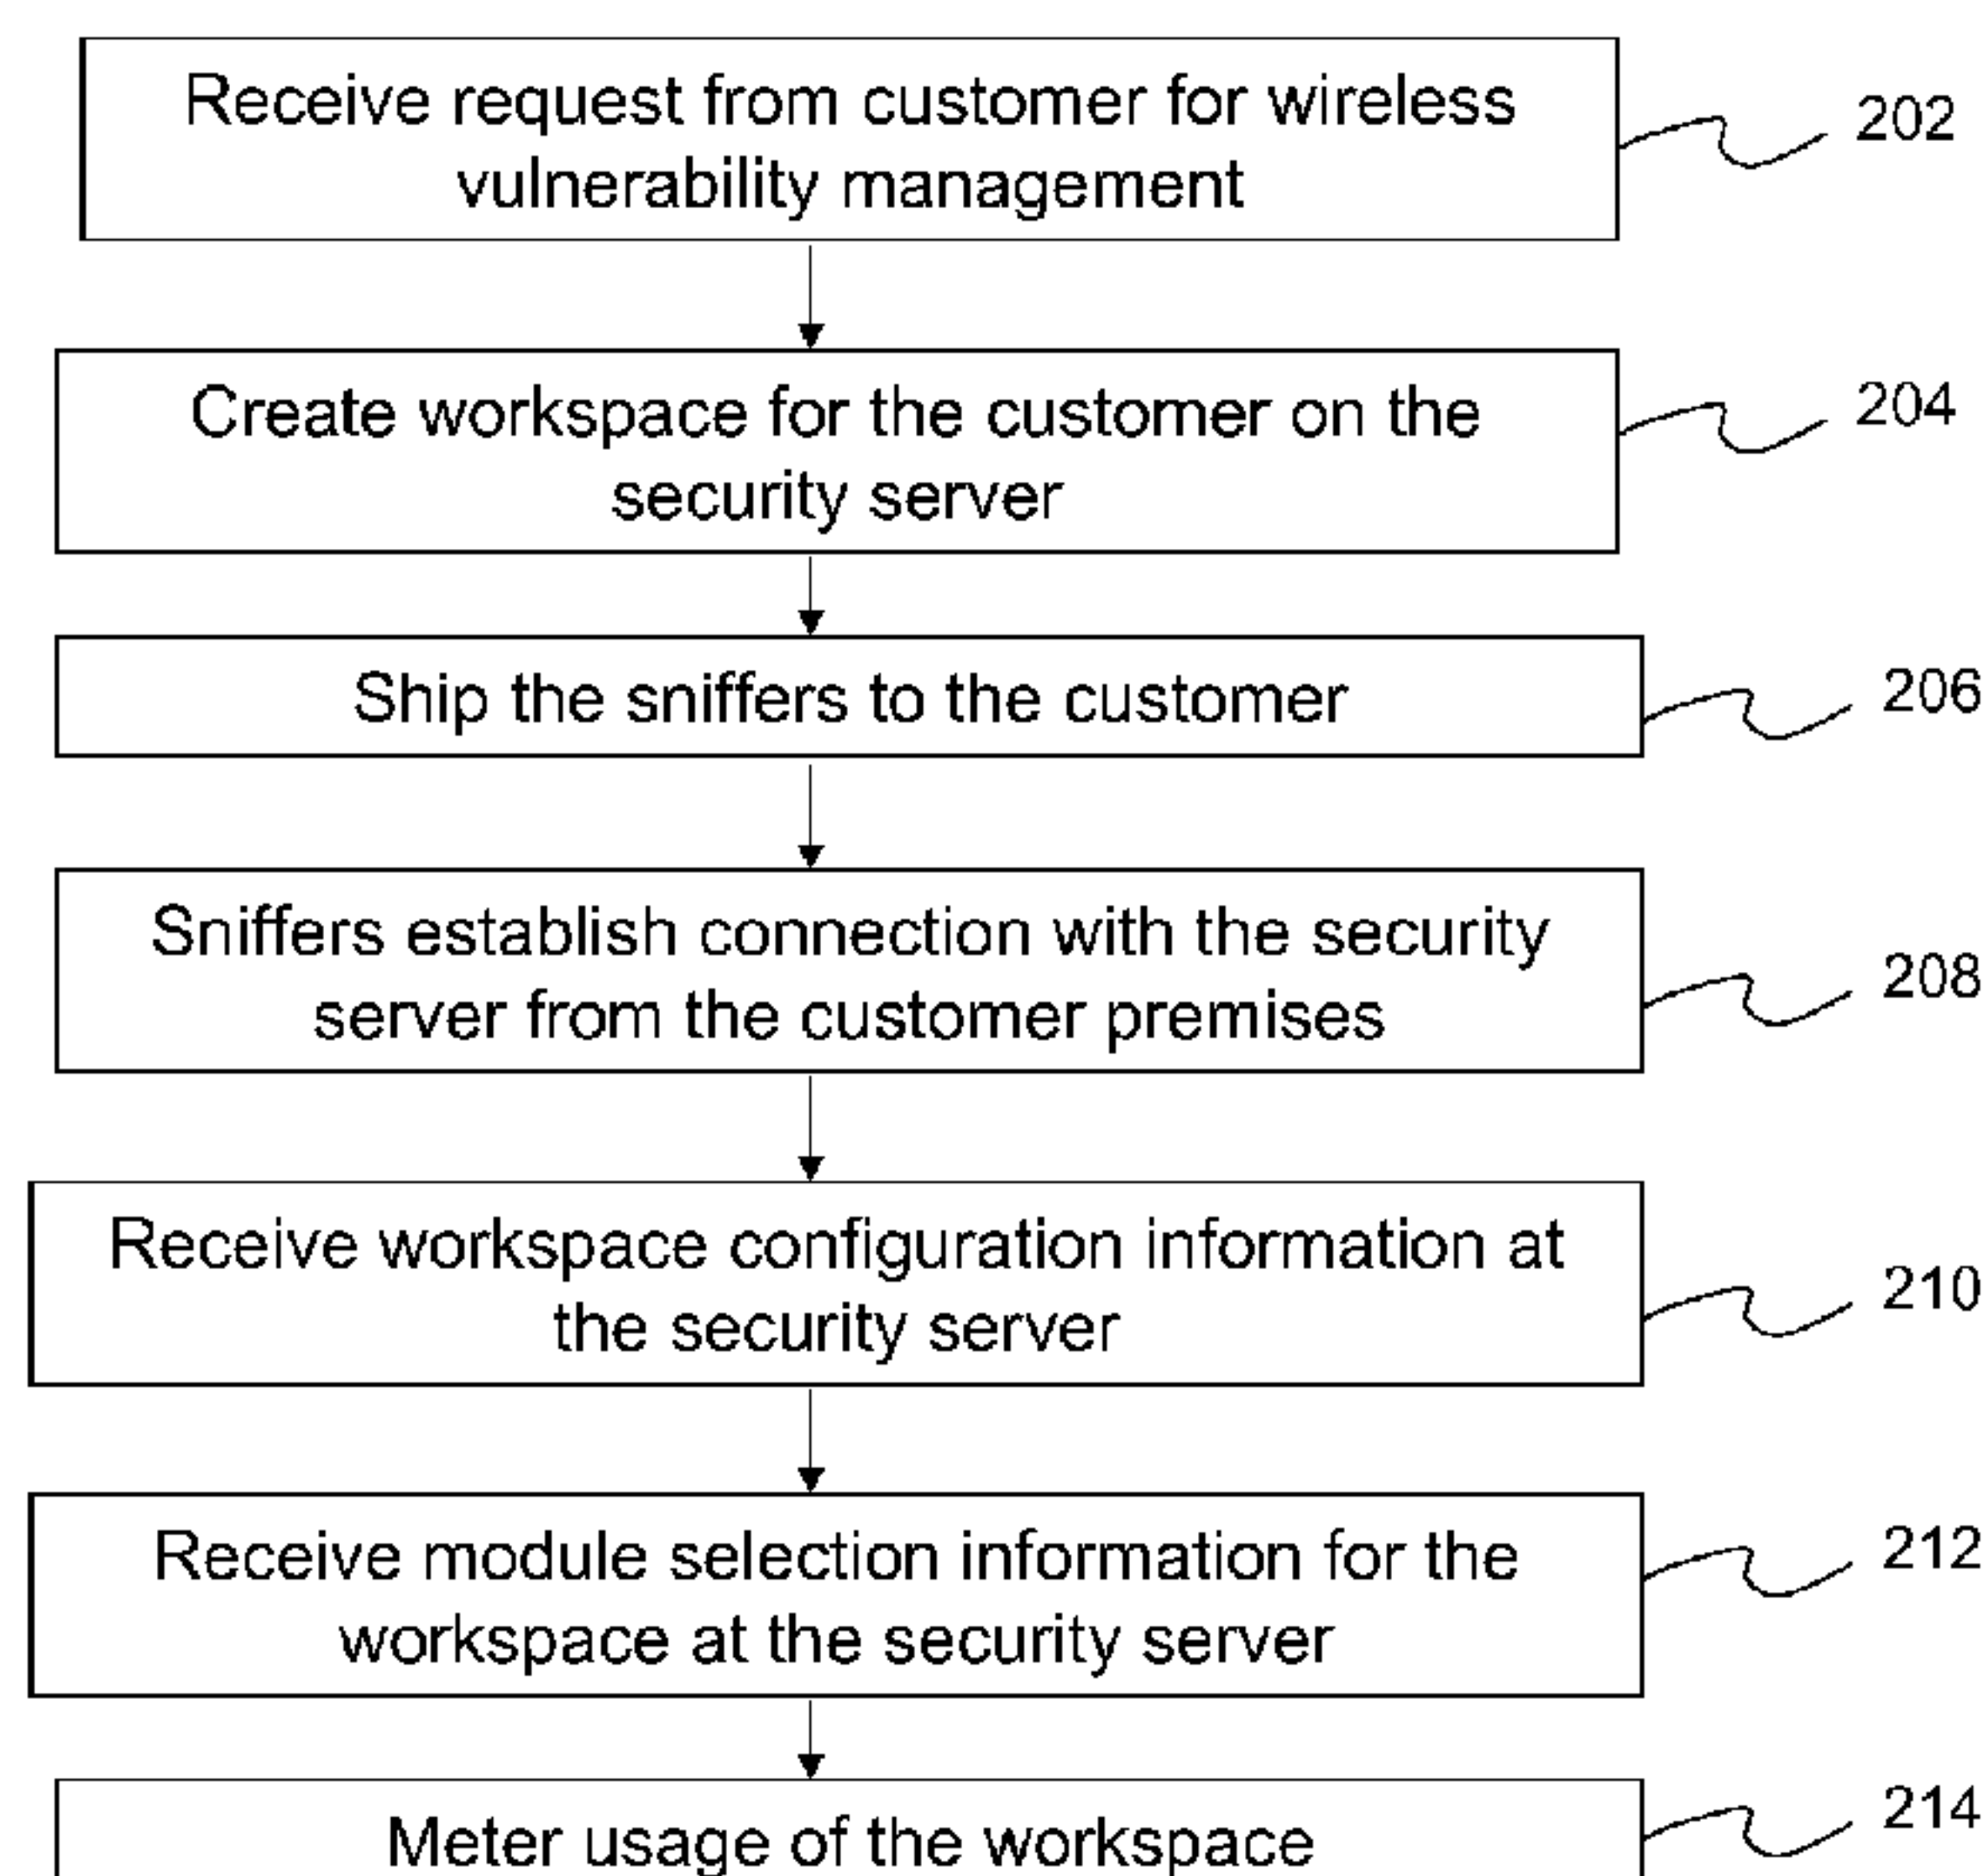 Receive request from customer for wireless
vulnerability management
202
Create workspace for the customer on the
security server
204
Ship the sniffers to the customer
206
Sniffers establish connection with the security
server from the customer premises
208
Receive workspace configuration information at
the security server
210
Receive module selection information for the
workspace at the security server
212
Meter usage of the workspace
214